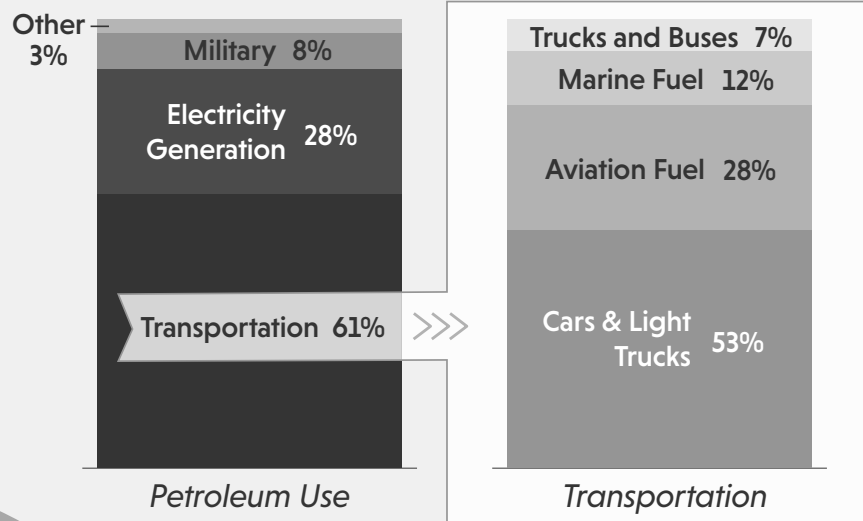 Other
3%
Military 8%
Electricity
Generation 28%
Transportation 61%
Petroleum Use
Trucks and Buses 7%
Marine Fuel 12%
Aviation Fuel 28%
Cars & Light
Trucks 53%
Transportation